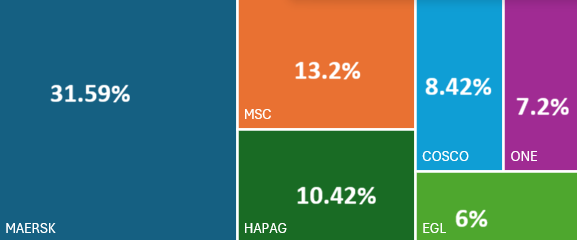 31.59%
MAERSK
13.2%
MSC
10.42%
HAPAG
8.42%
COSCO
7.2%
ONE
6%
EGL